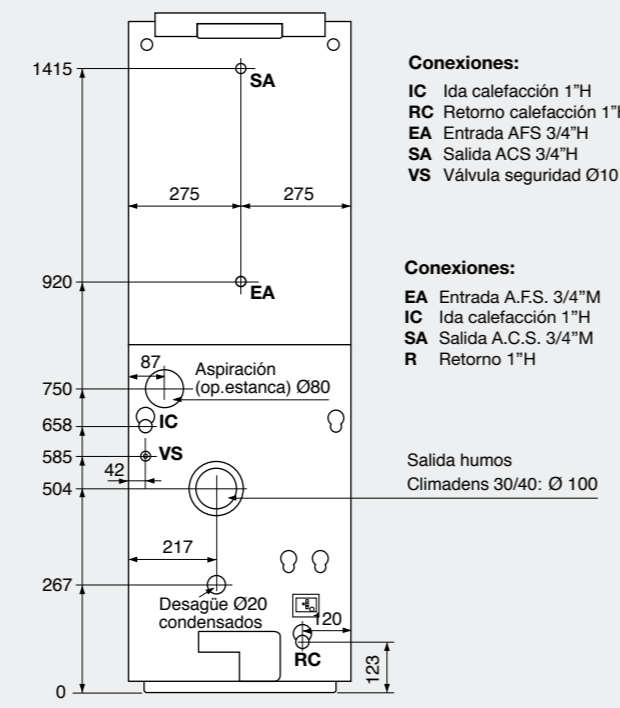 1415
SA
275
275
920
EA
87
Aspiración
(op.estanca) Ø80
750
IC
658
VS
585
42
504
217
267
Desagüe Ø20
condensados
120
RC
123
0
Conexiones:
IC Ida calefacción 1"H
RC Retorno calefacción 1"H
EA Entrada AFS 3/4"H
SA Salida ACS 3/4"H
VS Válvula seguridad Ø10
Conexiones:
EA Entrada A.F.S. 3/4"M
IC Ida calefacción 1"H
SA Salida A.C.S. 3/4"M
R Retorno 1"H
Salida humos
Climadens 30/40: Ø 100